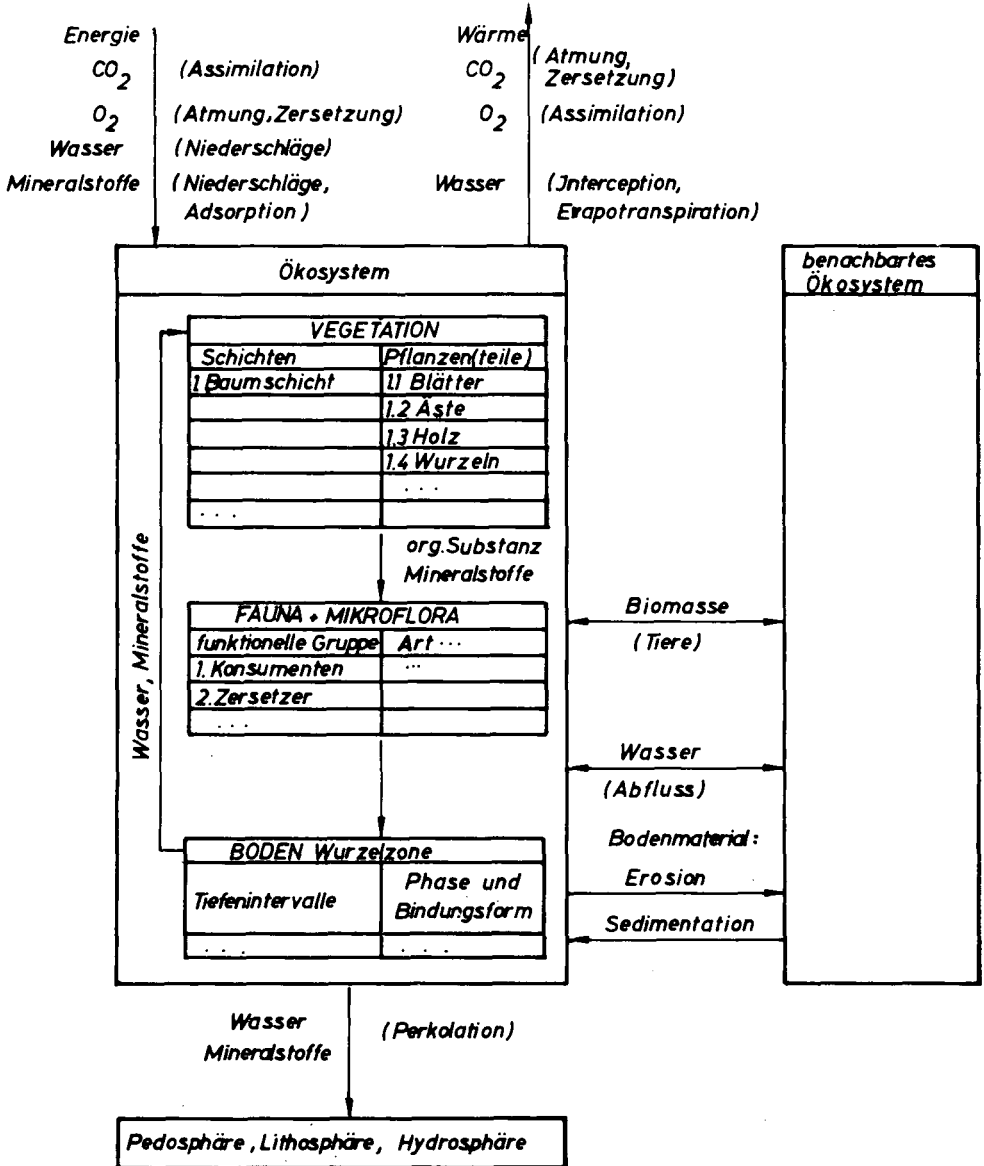 Energie
CO2 (Assimilation)
O2 (Atmung, Zersetzung)
Wasser (Niederschläge)
Mineralstoffe (Niederschläge,
Adsorption)
Wärme
CO2 (Atmung,
Zersetzung)
O2 (Assimilation)
Wasser (Interception,
Evapotranspiration)
Ökosystem
VEGETATION
Schichten Pflanzen(teile)
1 Baumschicht 1.1 Blätter
1.2 Äste
1.3 Holz
1.4 Wurzeln
. . .
. . .
Wasser, Mineralstoffe
org. Substanz
Mineralstoffe
FAUNA + MIKROFLORA
funktionelle Gruppe Art ...
1. Konsumenten ...
2. Zersetzer
. . .
BODEN Wurzelzone
Tiefenintervalle Phase und
Bindungsform
. . . . . . .
benachbartes
Ökosystem
Biomasse
(Tiere)
Wasser
(Abfluss)
Bodenmaterial:
Erosion
Sedimentation
Wasser (Perkolation)
Mineralstoffe
Pedosphäre, Lithosphäre, Hydrosphäre